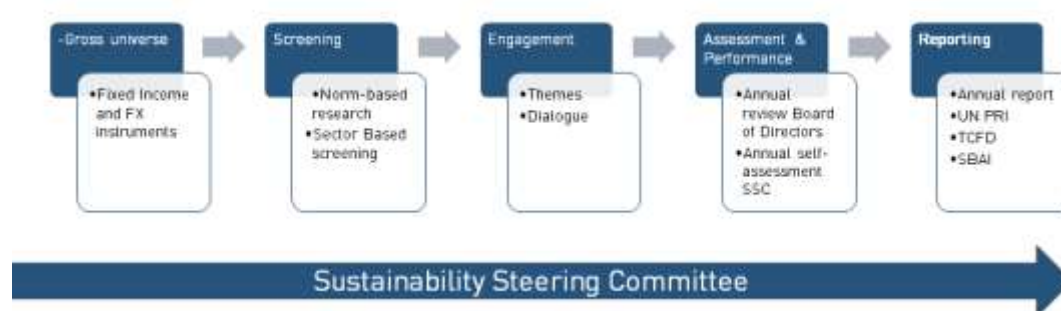 -Gross universe
•Fixed Income
and FX
instruments
Screening
•Norm-based
research
•Sector Based
screening
Engagement
•Themes
•Dialogue
Assessment &
Performance
•Annual
review Board
of Directors
•Annual self-
assessment
SSC
Reporting
•Annual report
•UN PRI
•TCFD
•SBAI
Sustainability Steering Committee